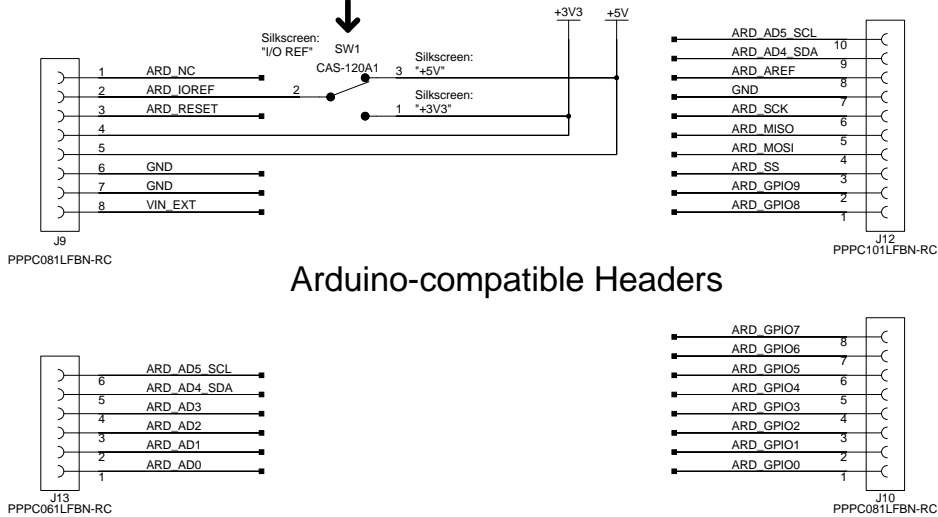 +3V3 +5V
Silkscreen:
"I/O REF"
SW1
CAS-120A1
Silkscreen:
3 "+5V"
2
Silkscreen:
1 "+3V3"
1 ARD_NC
2 ARD_IOREF
3 ARD_RESET
4
5
6 GND
7 GND
8 VIN_EXT
J9
PPPC081LFBN-RC
ARD_AD5_SCL 10
ARD_AD4_SDA 9
ARD_AREF 8
GND 7
ARD_SCK 6
ARD_MISO 5
ARD_MOSI 4
ARD_SS 3
ARD_GPIO9 2
ARD_GPIO8 1
J12
PPPC101LFBN-RC
Arduino-compatible Headers
ARD_AD5_SCL 6
ARD_AD4_SDA 5
ARD_AD3 4
ARD_AD2 3
ARD_AD1 2
ARD_AD0 1
J13
PPPC061LFBN-RC
ARD_GPIO7 8
ARD_GPIO6 7
ARD_GPIO5 6
ARD_GPIO4 5
ARD_GPIO3 4
ARD_GPIO2 3
ARD_GPIO1 2
ARD_GPIO0 1
J10
PPPC081LFBN-RC